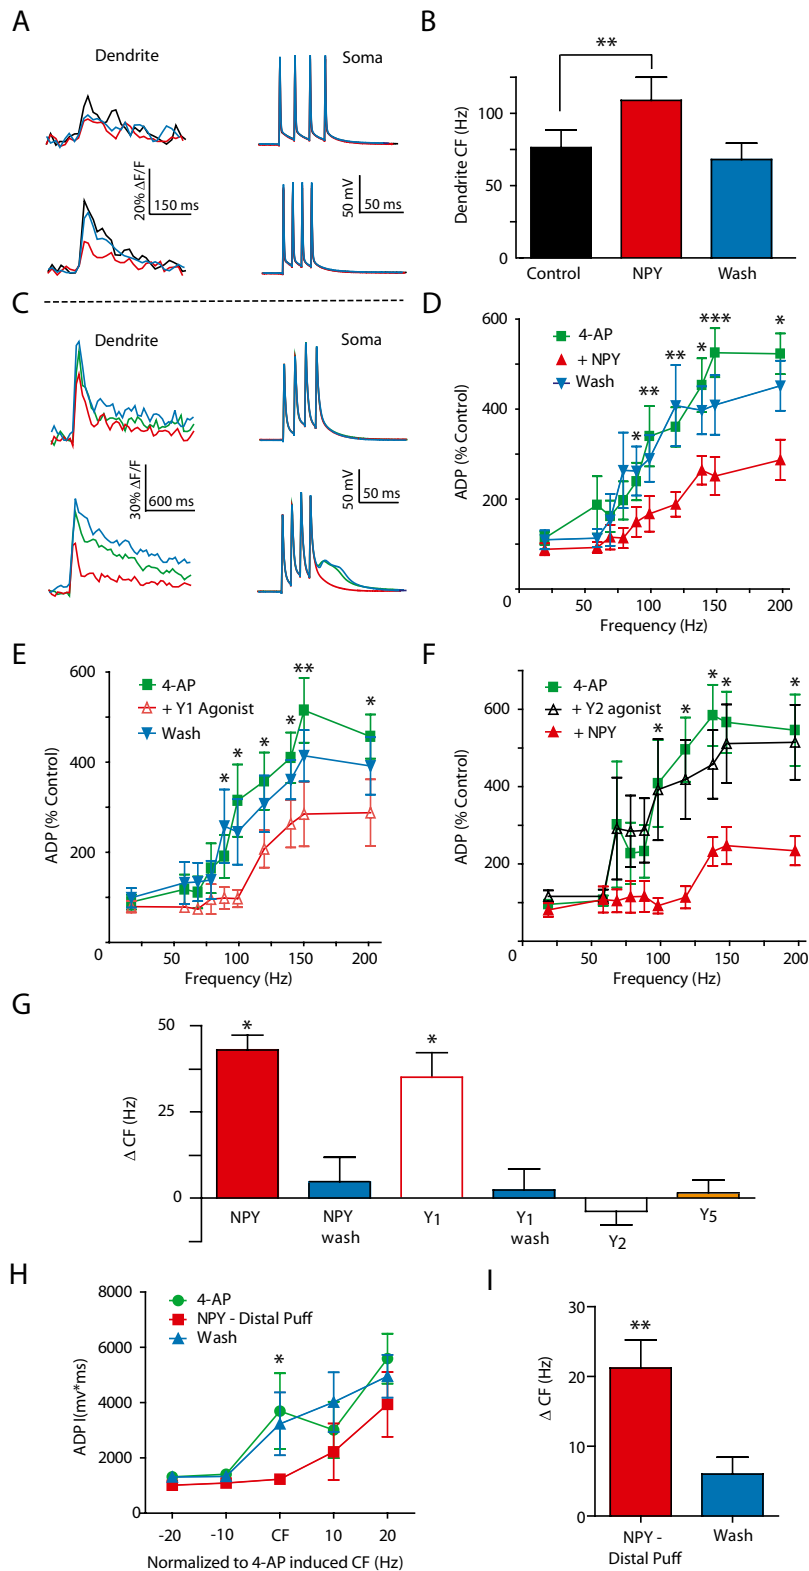 A
Dendrite
Soma
20% ΔF/F
150 ms
50 mV
50 ms
B
**
Dendrite CF (Hz)
100
50
0
Control
NPY
Wash
C
Dendrite
Soma
30% ΔF/F
600 ms
50 mV
50 ms
D
600
400
200
0
ADP (% Control)
4-AP
+ NPY
Wash
*
**
**
*
***
*
0
50
100
150
200
Frequency (Hz)
E
600
400
200
0
ADP (% Control)
4-AP
+ Y1 Agonist
Wash
*
*
*
*
**
*
50
100
150
200
Frequency (Hz)
F
600
400
200
0
ADP (% Control)
4-AP
+ Y2 agonist
+ NPY
*
*
*
*
*
50
100
150
200
Frequency (Hz)
G
50
25
0
Δ CF (Hz)
*
*
NPY
NPY wash
Y1
Y1 wash
Y2
Y5
H
8000
6000
4000
2000
0
ADP I(mv*ms)
4-AP
NPY - Distal Puff
Wash
*
-20
-10
CF
10
20
Normalized to 4-AP induced CF (Hz)
I
30
20
10
0
Δ CF (Hz)
**
NPY -
Distal Puff
Wash